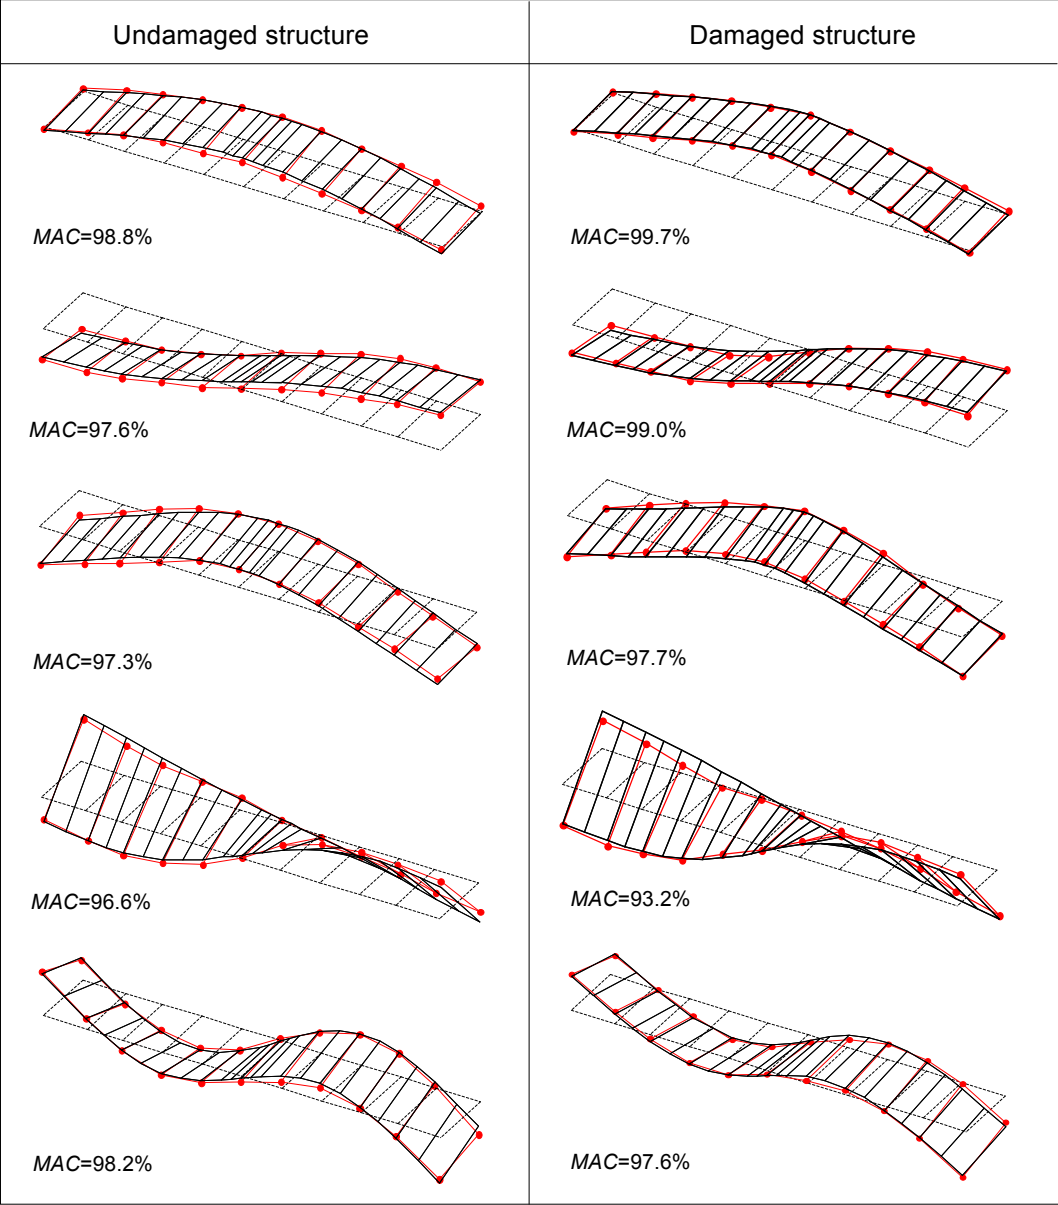 Undamaged structure
Damaged structure
MAC=98.8%
MAC=99.7%
MAC=97.6%
MAC=99.0%
MAC=97.3%
MAC=97.7%
MAC=96.6%
MAC=93.2%
MAC=98.2%
MAC=97.6%